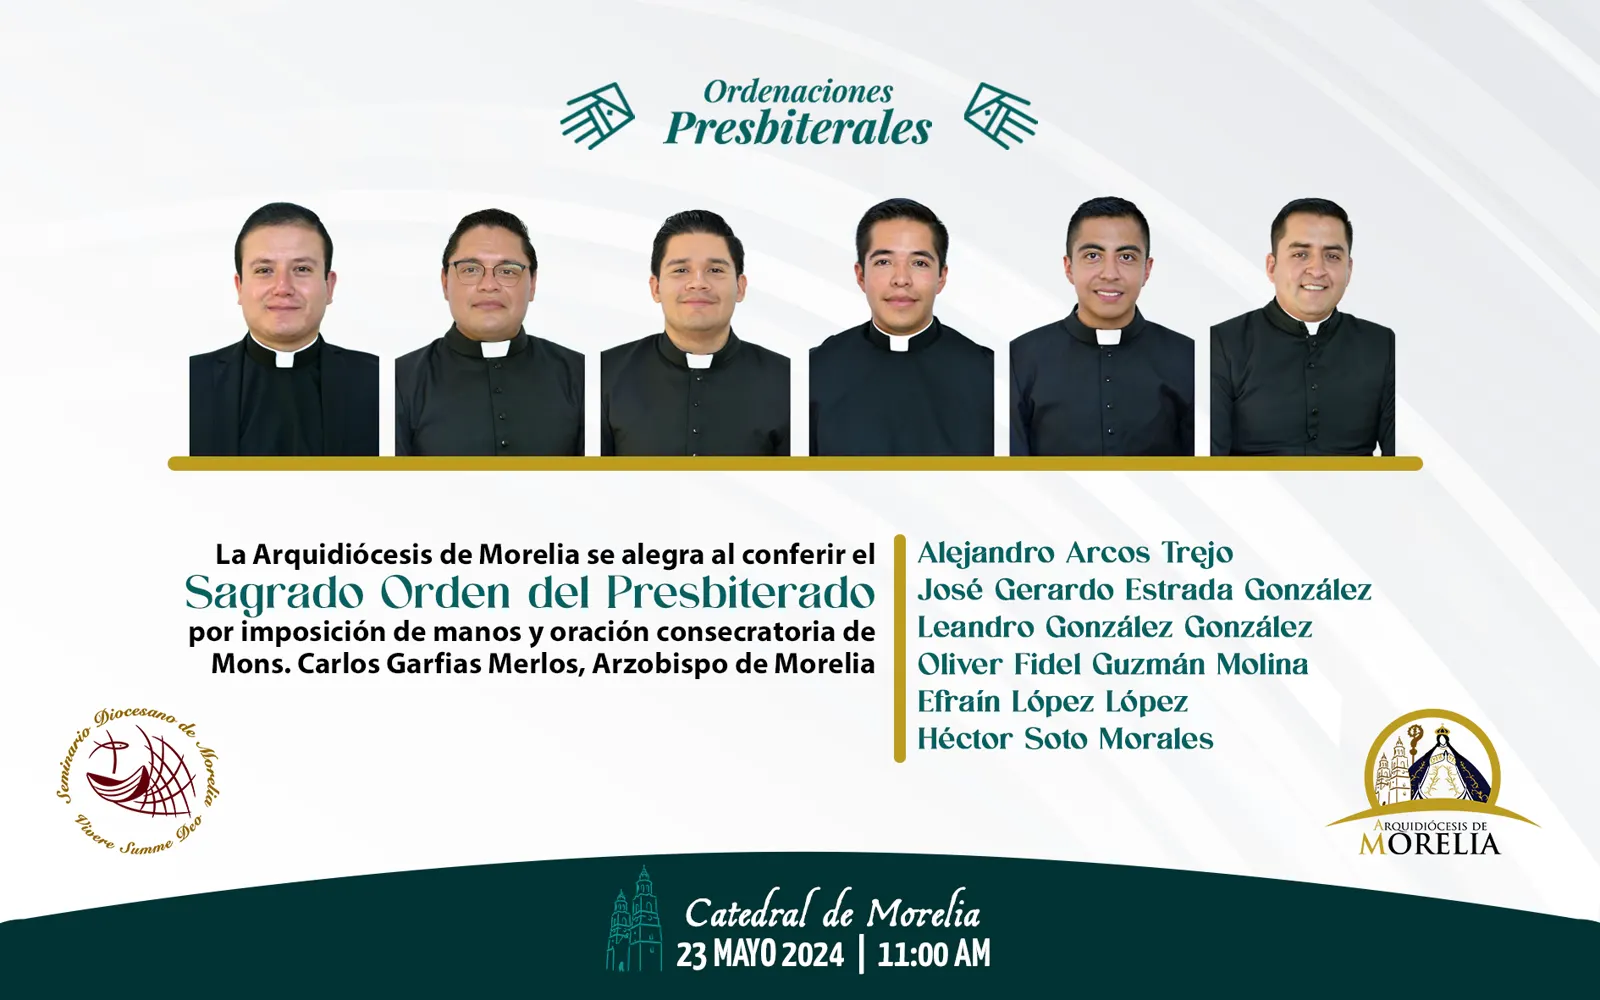 Ordenaciones
Presbiterales
La Arquidiócesis de Morelia se alegra al conferir el
Sagrado Orden del Presbiterado
por imposición de manos y oración consecratoria de
Mons. Carlos Garfias Merlos, Arzobispo de Morelia
Alejandro Arcos Trejo
José Gerardo Estrada González
Leandro González González
Oliver Fidel Guzmán Molina
Efraín López López
Héctor Soto Morales
Seminario Diocesano de Morelia
Vivere Summe Deo
Arquidiócesis de
Morelia
Catedral de Morelia
23 MAYO 2024 | 11:00 AM